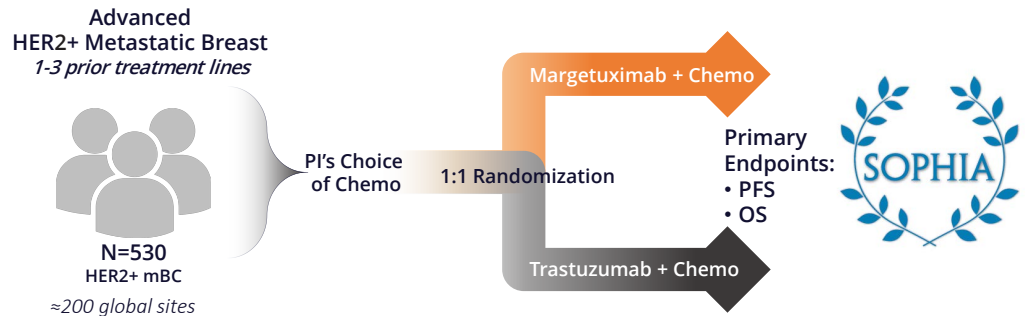 Advanced
HER2+ Metastatic Breast
1-3 prior treatment lines
N=530
HER2+ mBC
≈200 global sites
PI's Choice
of Chemo
1:1 Randomization
Margetuximab + Chemo
Trastuzumab + Chemo
Primary
Endpoints:
• PFS
• OS
SOPHIA